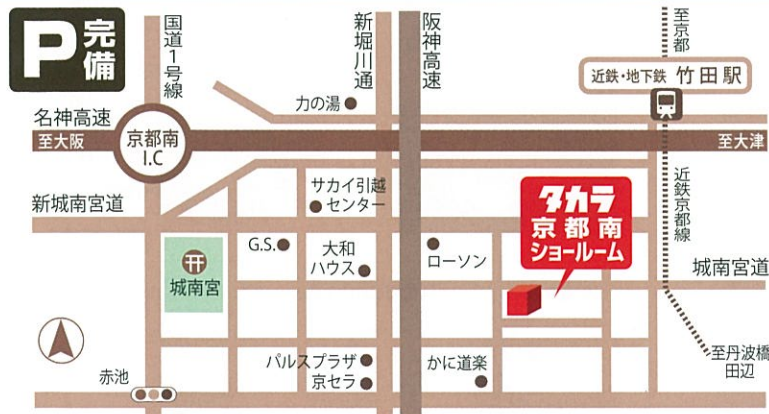 P
完備
国道1号線
新堀川通
阪神高速
至京都
近鉄・地下鉄 竹田駅
力の湯
名神高速
至大阪
京都南
I.C
至大津
サカイ引越
センター
新城南宮道
近鉄京都線
タカラ
京都南
ショールーム
G.S.
大和
ハウス
ローソン
城南宮
城南宮道
至丹波橋
田辺
パルスプラザ
京セラ
かに道楽
赤池